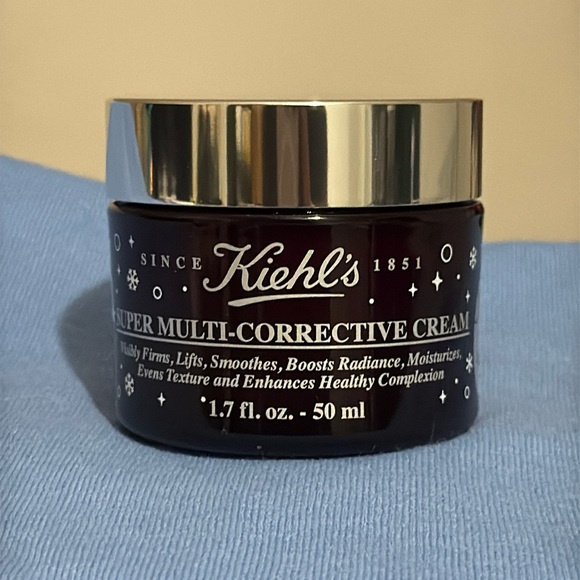 SINCE Kiehl's 1851
SUPER MULTI-CORRECTIVE CREAM
Visibly Firms, Lifts, Smoothes, Boosts Radiance, Moisturizes,
Evens Texture and Enhances Healthy Complexion
1.7 fl. oz. - 50 ml